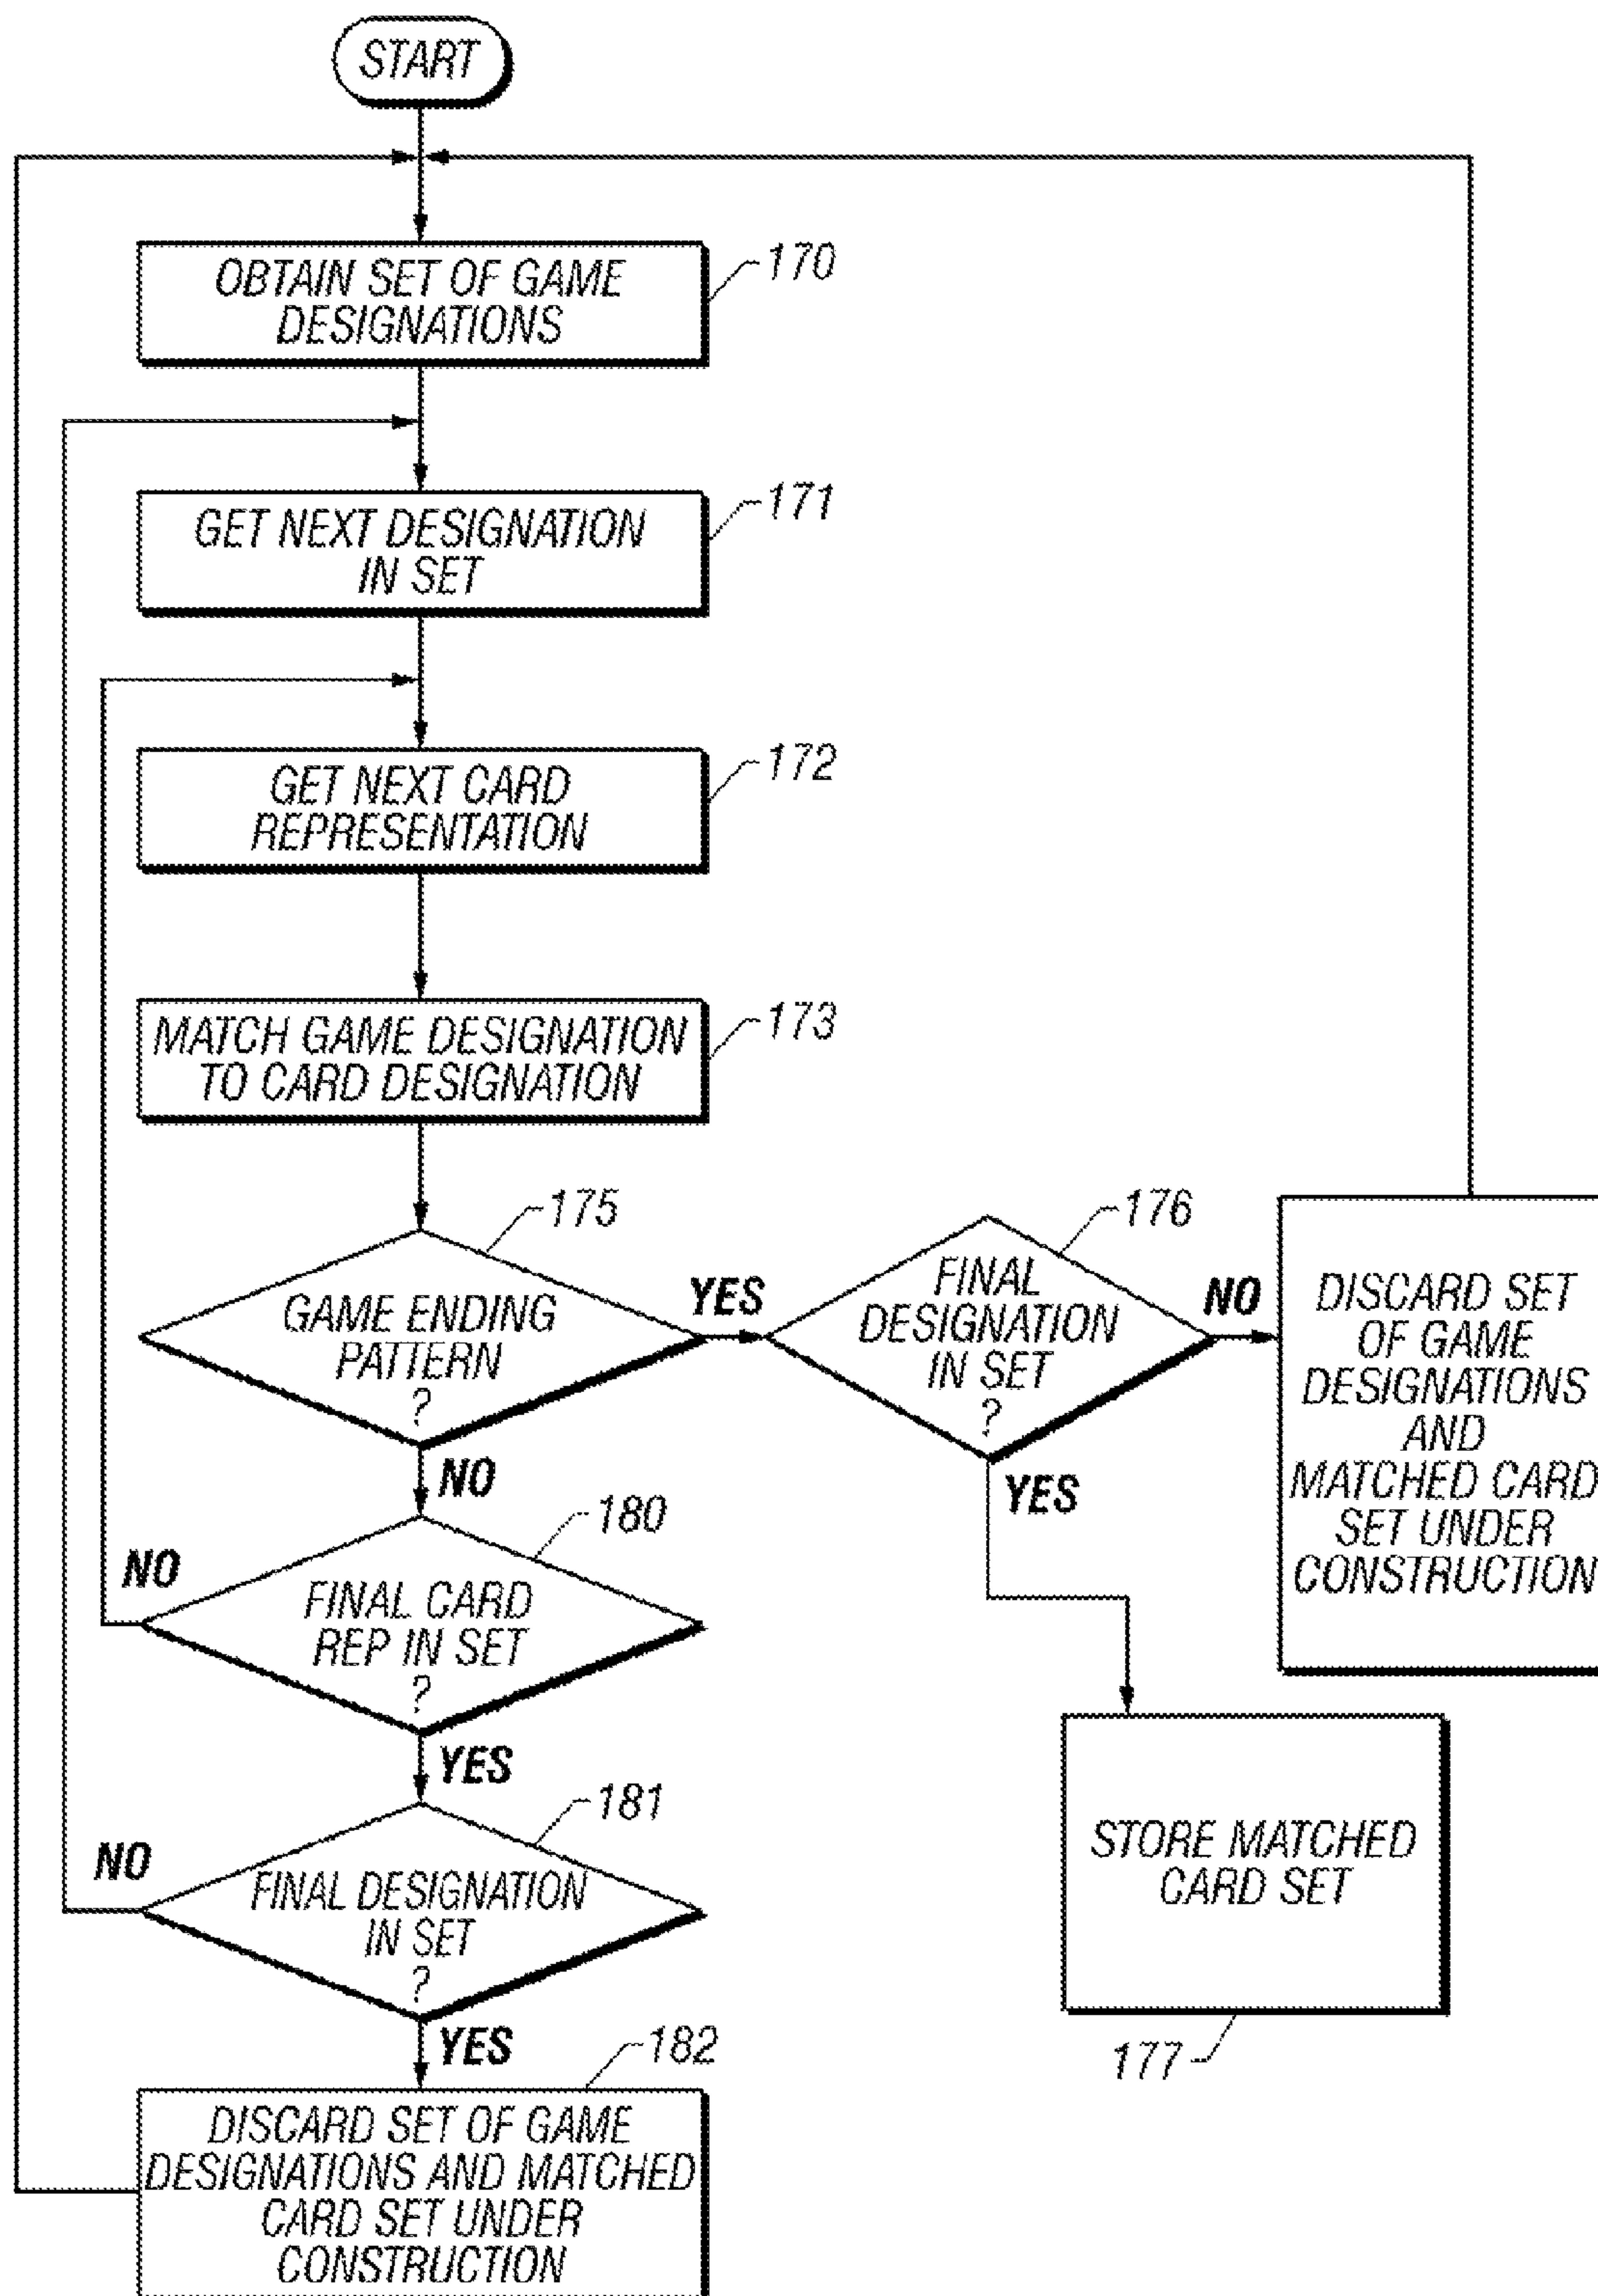 START
OBTAIN SET OF GAME
DESIGNATIONS
170
GET NEXT DESIGNATION
IN SET
171
GET NEXT CARD
REPRESENTATION
172
MATCH GAME DESIGNATION
TO CARD DESIGNATION
173
GAME ENDING
PATTERN
?
175
YES
NO
FINAL
DESIGNATION
IN SET
?
176
NO
YES
DISCARD SET
OF GAME
DESIGNATIONS
AND
MATCHED CARD
SET UNDER
CONSTRUCTION
STORE MATCHED
CARD SET
177
FINAL CARD
REP IN SET
?
180
NO
YES
FINAL DESIGNATION
IN SET
?
181
NO
YES
182
DISCARD SET OF GAME
DESIGNATIONS AND MATCHED
CARD SET UNDER
CONSTRUCTION